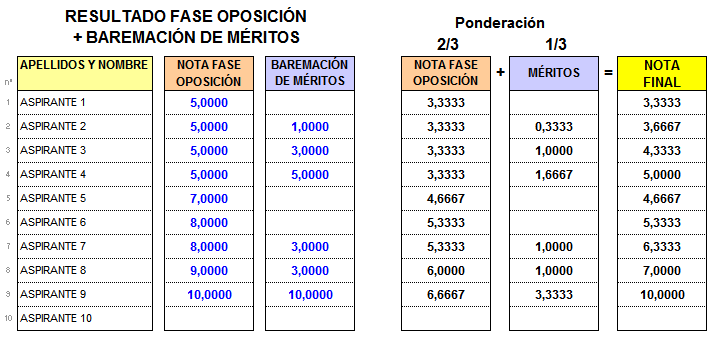 RESULTADO FASE OPOSICIÓN
+ BAREMACIÓN DE MÉRITOS
Ponderación
2/3 1/3
nº APELLIDOS Y NOMBRE NOTA FASE OPOSICIÓN BAREMACIÓN DE MÉRITOS NOTA FASE OPOSICIÓN + MÉRITOS = NOTA FINAL
1 ASPIRANTE 1 5,0000 3,3333 3,3333
2 ASPIRANTE 2 5,0000 1,0000 3,3333 0,3333 3,6667
3 ASPIRANTE 3 5,0000 3,0000 3,3333 1,0000 4,3333
4 ASPIRANTE 4 5,0000 5,0000 3,3333 1,6667 5,0000
5 ASPIRANTE 5 7,0000 4,6667 4,6667
6 ASPIRANTE 6 8,0000 5,3333 5,3333
7 ASPIRANTE 7 8,0000 3,0000 5,3333 1,0000 6,3333
8 ASPIRANTE 8 9,0000 3,0000 6,0000 1,0000 7,0000
9 ASPIRANTE 9 10,0000 10,0000 6,6667 3,3333 10,0000
10 ASPIRANTE 10